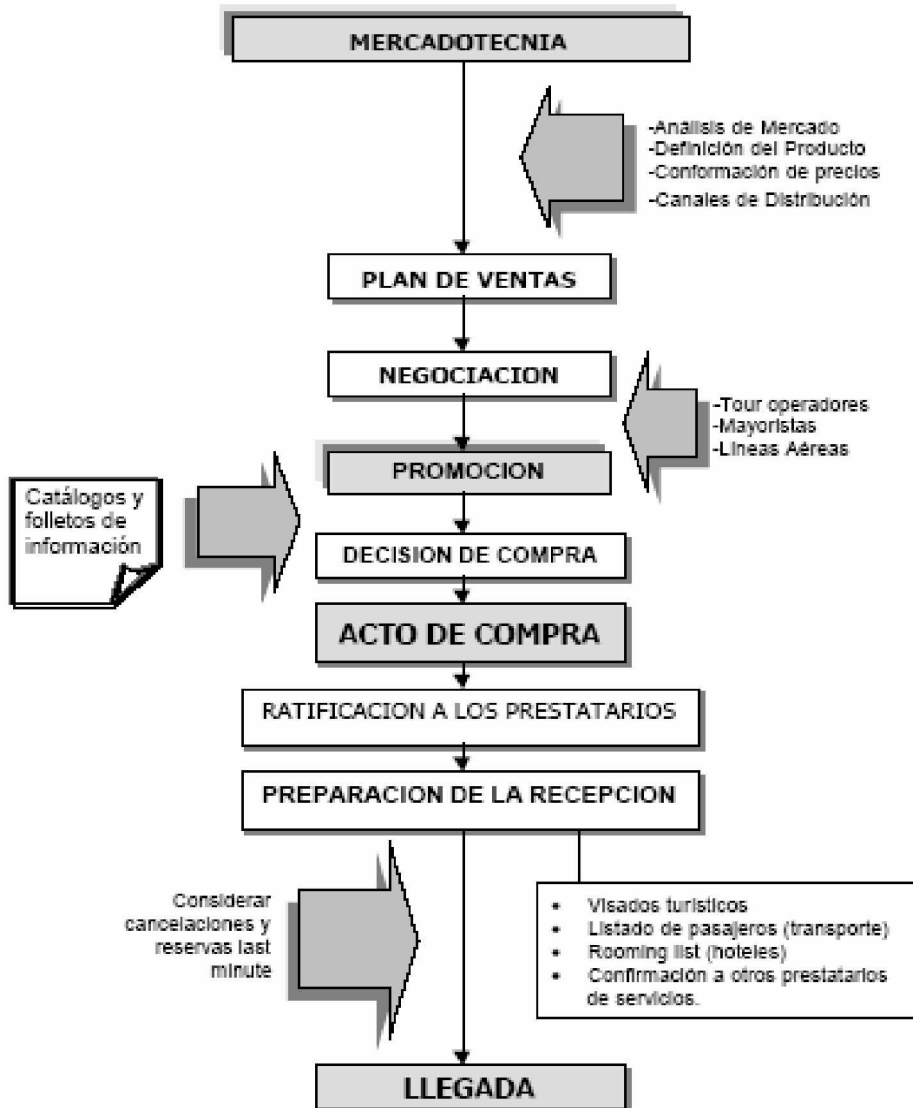 MERCADOTECNIA
-Análisis de Mercado
-Definición del Producto
-Conformación de precios
-Canales de Distribución
PLAN DE VENTAS
NEGOCIACION
-Tour operadores
-Mayoristas
-Líneas Aéreas
PROMOCION
Catálogos y
folletos de
información
DECISION DE COMPRA
ACTO DE COMPRA
RATIFICACION A LOS PRESTATARIOS
PREPARACION DE LA RECEPCION
Considerar
cancelaciones y
reservas last
minute
• Visados turísticos
• Listado de pasajeros (transporte)
• Rooming list (hoteles)
• Confirmación a otros prestatarios
de servicios.
LLEGADA